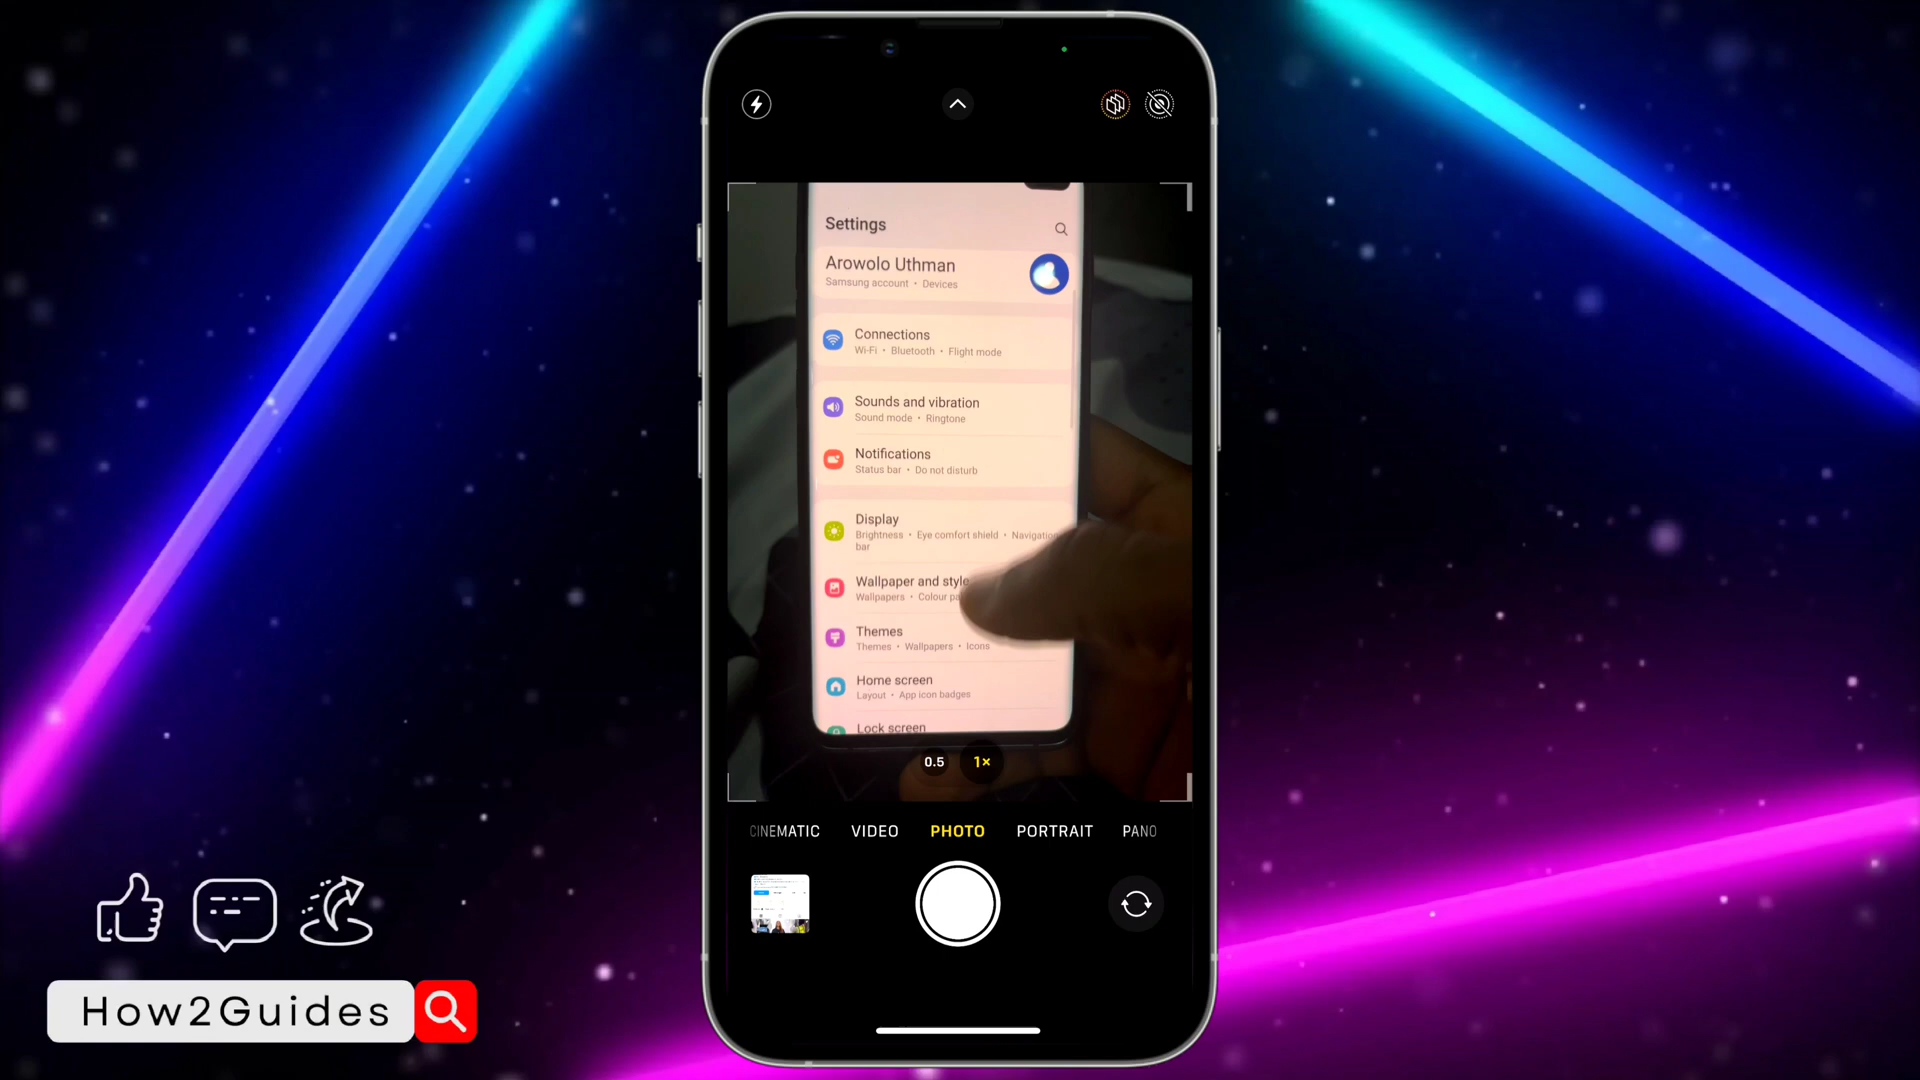 Settings
Arowolo Uthman
Samsung account • Devices
Connections
Wi-Fi • Bluetooth • Flight mode
Sounds and vibration
Sound mode • Ringtone
Notifications
Status bar • Do not disturb
Display
Brightness • Eye comfort shield • Navigation
bar
Wallpaper and style
Wallpapers • Colour
Themes
Themes • Wallpapers • Icons
Home screen
Layout • App icon badges
Lock screen
0.5 1×
CINEMATIC VIDEO PHOTO PORTRAIT PANO
How2Guides